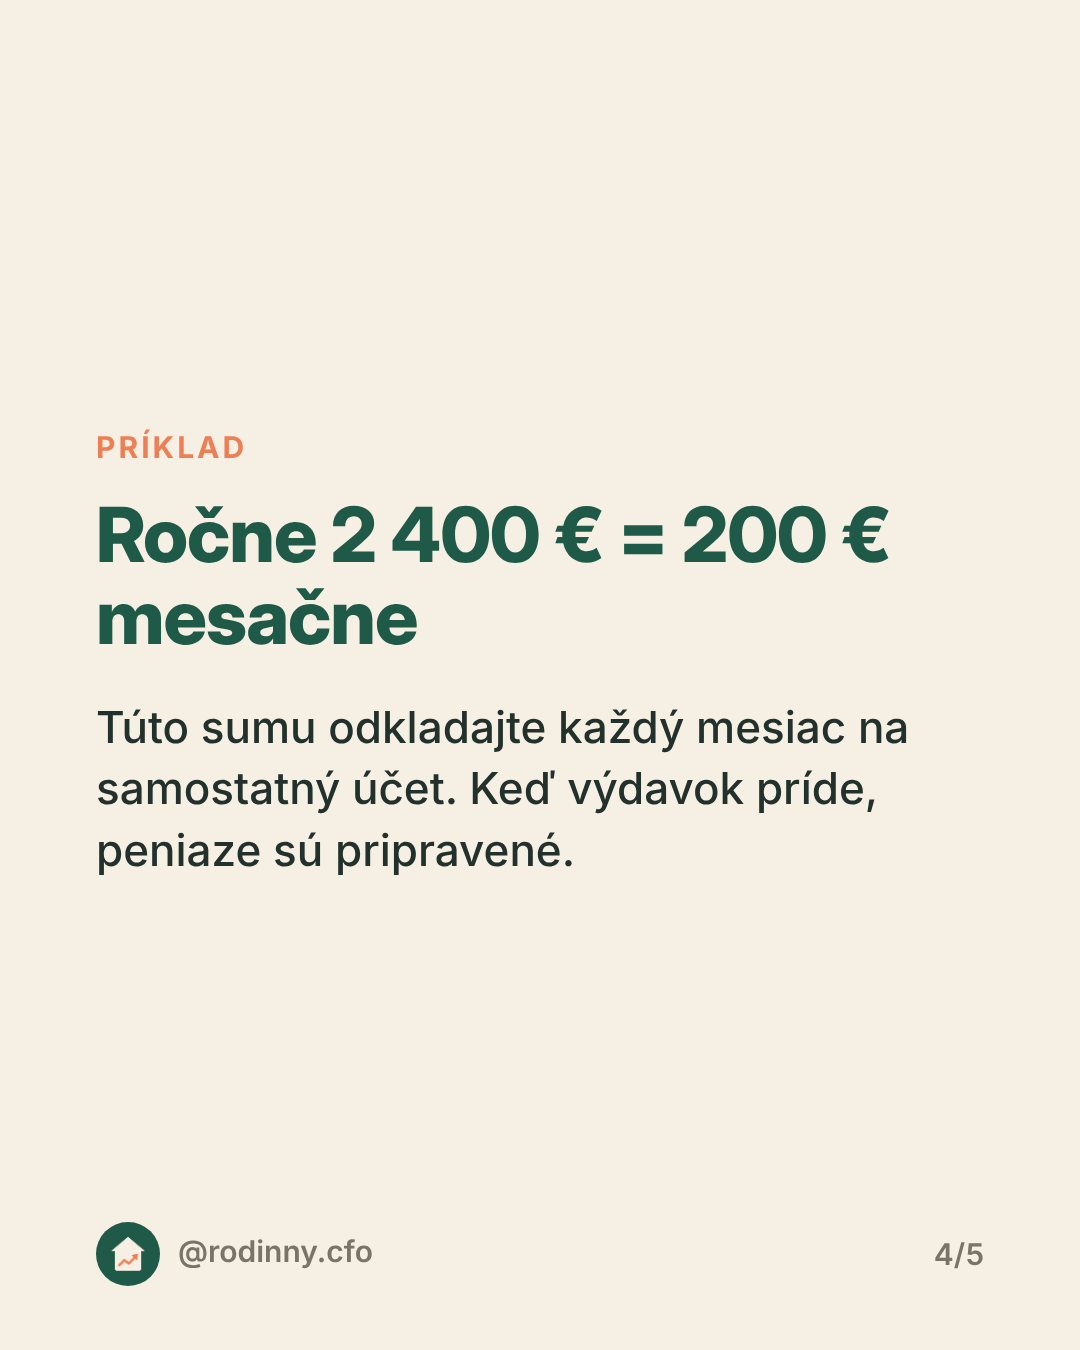 PRÍKLAD
Ročne 2 400 € = 200 €
mesačne
Túto sumu odkladajte každý mesiac na
samostatný účet. Keď výdavok príde,
peniaze sú pripravené.
@rodinny.cfo
4/5